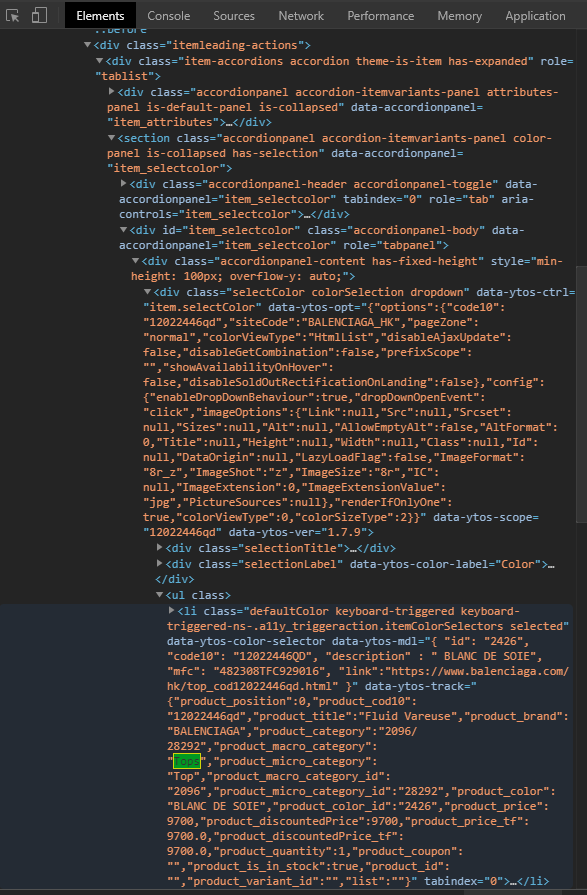 Elements Console Sources Network Performance Memory Application
::before
▼<div class="itemleading-actions">
▼<div class="item-accordions accordion theme-is-item has-expanded" role=
"tablist">
▶<div class="accordionpanel accordion-itemvariants-panel attributes-
panel is-default-panel is-collapsed" data-accordionpanel=
"item_attributes">…</div>
▼<section class="accordionpanel accordion-itemvariants-panel color-
panel is-collapsed has-selection" data-accordionpanel=
"item_selectcolor">
▶<div class="accordionpanel-header accordionpanel-toggle" data-
accordionpanel="item_selectcolor" tabindex="0" role="tab" aria-
controls="item_selectcolor">…</div>
▼<div id="item_selectcolor" class="accordionpanel-body" data-
accordionpanel="item_selectcolor" role="tabpanel">
▼<div class="accordionpanel-content has-fixed-height" style="min-
height: 100px; overflow-y: auto;">
▼<div class="selectColor colorSelection dropdown" data-ytos-ctrl=
"item.selectColor" data-ytos-opt={"options":{"code10":
"12022446qd","siteCode":"BALENCIAGA_HK","pageZone":
"normal","colorViewType":"HtmlList","disableAjaxUpdate":
false,"disableGetCombination":false,"prefixScope":
"","showAvailabilityOnHover":
false,"disableSoldOutRectificationOnLanding":false},"config":
{"enableDropDownBehaviour":true,"dropDownOpenEvent":
"click","imageOptions":{"Link":null,"Src":null,"Srcset":
null,"Sizes":null,"Alt":null,"AllowEmptyAlt":false,"AltFormat":
0,"Title":null,"Height":null,"Width":null,"Class":null,"Id":
null,"DataOrigin":null,"LazyLoadFlag":false,"ImageFormat":
"8r_z","ImageShot":"z","ImageSize":"8r","IC":
null,"ImageExtension":0,"ImageExtensionValue":
"jpg","PictureSources":null},"renderIfOnlyOne":
true,"colorViewType":0,"colorSizeType":2}}" data-ytos-scope=
"12022446qd" data-ytos-ver="1.7.9">
▶<div class="selectionTitle">…</div>
▶<div class="selectionLabel" data-ytos-color-label="Color">…
</div>
▼<ul class>
▶<li class="defaultColor keyboard-triggered keyboard-
triggered-ns-.a11y_triggeraction.itemColorSelectors selected"
data-ytos-color-selector data-ytos-mdl="{ "id": "2426",
"code10": "12022446QD", "description" : " BLANC DE SOIE",
"mfc": "482308TFC929016", "link":"https://www.balenciaga.com/
hk/top_cod12022446qd.html" }" data-ytos-track="
{"product_position":0,"product_cod10":
"12022446qd","product_title":"Fluid Vareuse","product_brand":
"BALENCIAGA","product_category":"2096/
28292","product_macro_category":
"Tops","product_micro_category":
"Top","product_macro_category_id":
"2096","product_micro_category_id":"28292","product_color":
"BLANC DE SOIE","product_color_id":"2426","product_price":
9700,"product_discountedPrice":9700,"product_price_tf":
9700.0,"product_discountedPrice_tf":
9700.0,"product_quantity":1,"product_coupon":
"","product_is_in_stock":true,"product_id":
"","product_variant_id":"","list":""}" tabindex="0">…</li>